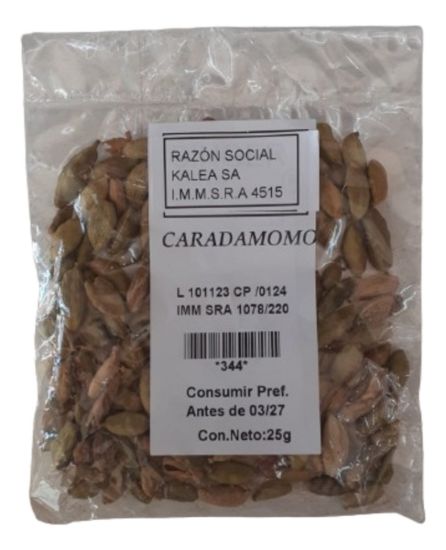 RAZÓN SOCIAL
KALEA SA
I.M.M.S.R.A 4515
CARADAMOMO
L 101123 CP /0124
IMM SRA 1078/220
*344*
Consumir Pref.
Antes de 03/27
Con.Neto:25g